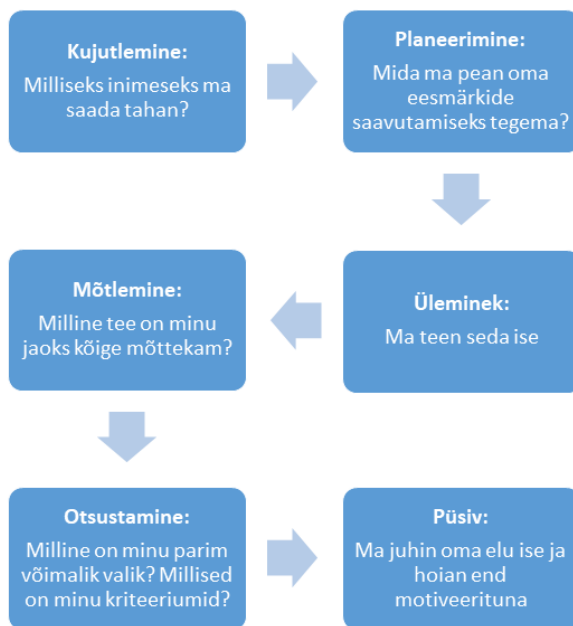 Kujutlemine:
Milliseks inimeseks ma
saada tahan?
Planeerimine:
Mida ma pean oma
eesmärkide
saavutamiseks tegema?
Üleminek:
Ma teen seda ise
Mõtlemine:
Milline tee on minu
jaoks kõige mõttekam?
Otsustamine:
Milline on minu parim
võimalik valik? Millised
on minu kriteeriumid?
Püsiv:
Ma juhin oma elu ise ja
hoian end
motiveerituna